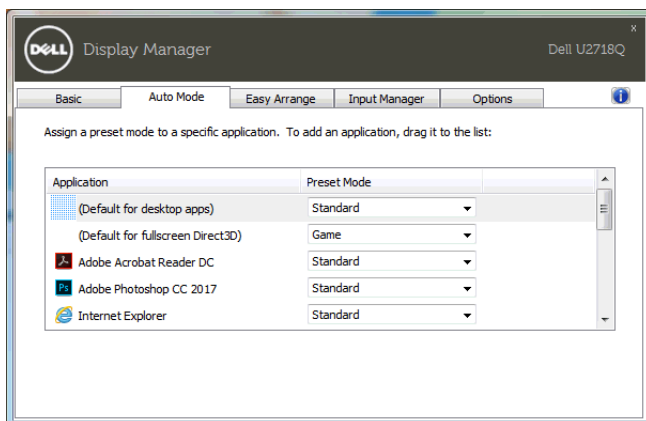 x
DELL Display Manager Dell U2718Q
Basic Auto Mode Easy Arrange Input Manager Options i
Assign a preset mode to a specific application. To add an application, drag it to the list:
Application Preset Mode
(Default for desktop apps) Standard
(Default for fullscreen Direct3D) Game
Adobe Acrobat Reader DC Standard
Ps Adobe Photoshop CC 2017 Standard
Internet Explorer Standard